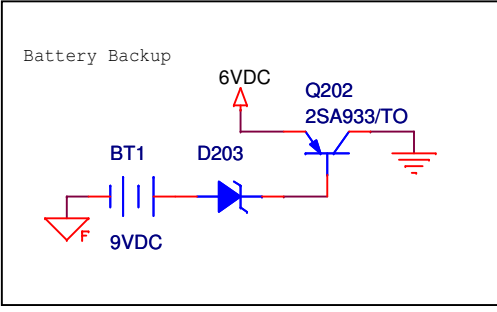 Battery Backup
6VDC
Q202
2SA933/TO
BT1
D203
F
9VDC